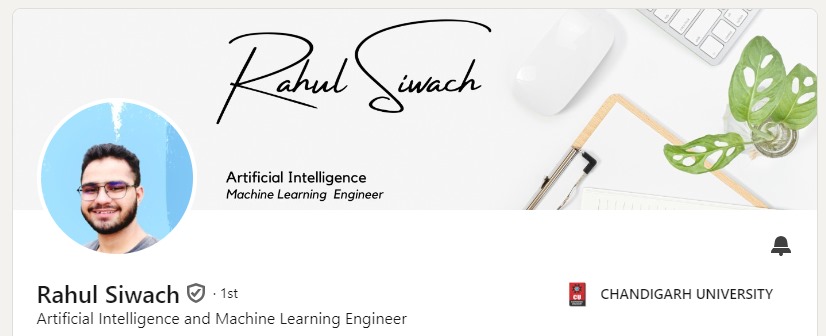 Rahul Siwach
Artificial Intelligence
Machine Learning Engineer
Rahul Siwach · 1st
CU
CHANDIGARH UNIVERSITY
Artificial Intelligence and Machine Learning Engineer